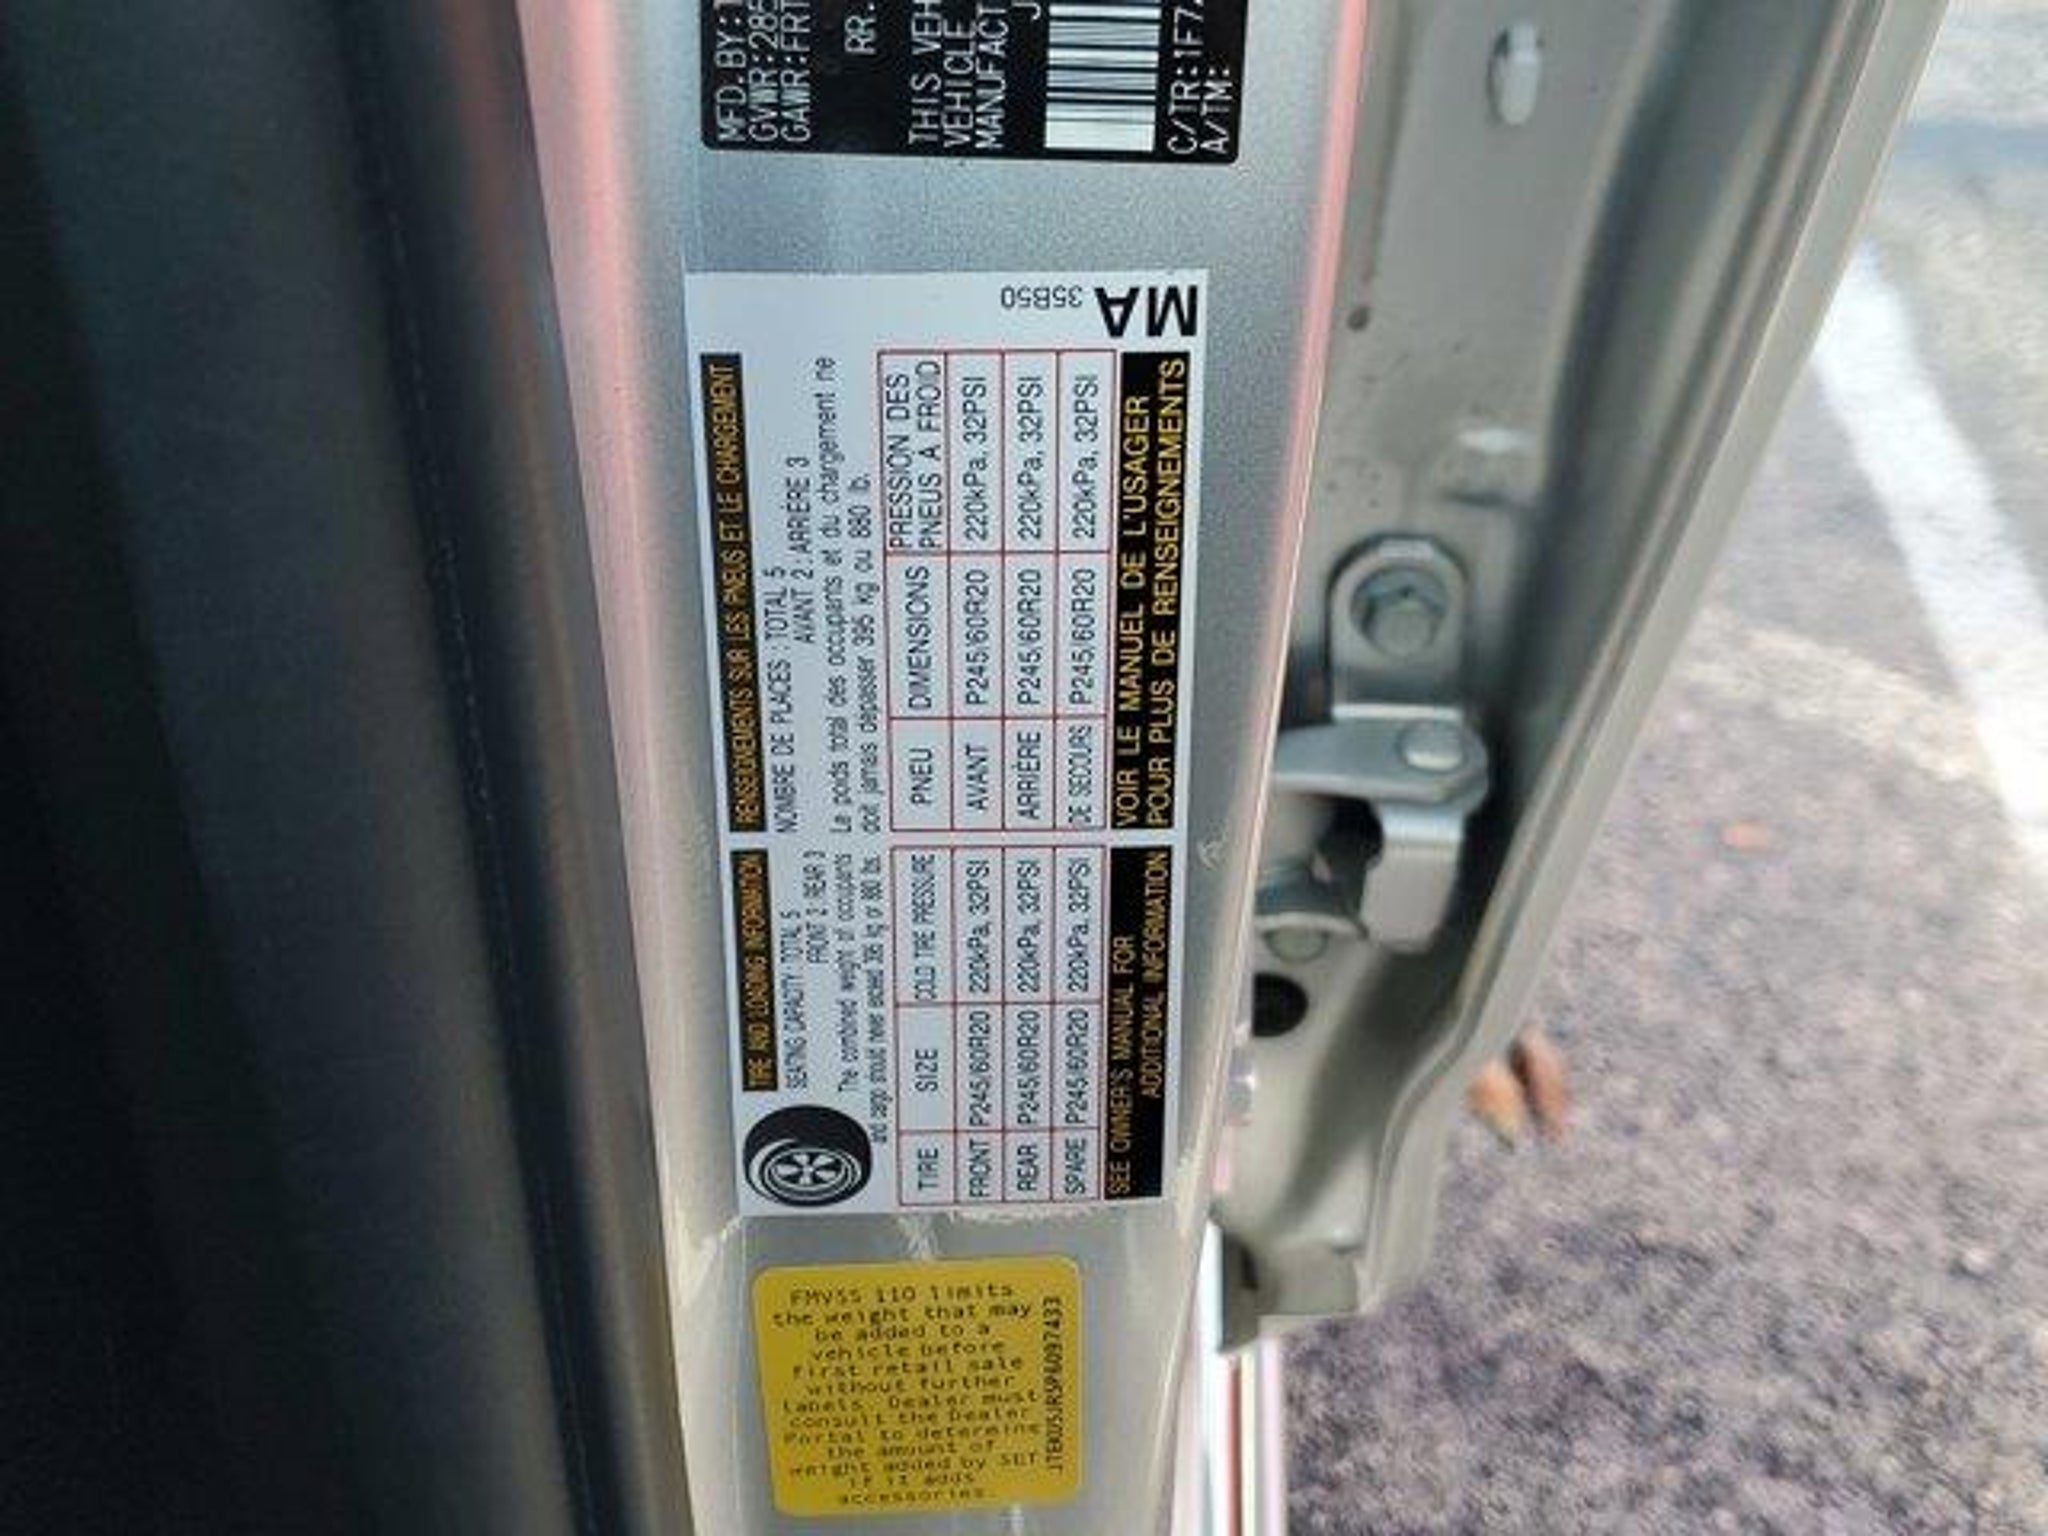 MFD.BY:
GVWR:285
GAWR:FRT
RR.
THIS VEH
VEHICLE
MANUFACT
J
C/TR:1F7
A/TM:
TIRE AND LOADING INFORMATION
SEATING CAPACITY TOTAL 5
FRONT 2 REAR 3
The combined weight of occupants
and cargo should never exceed 395 kg or 880 lbs.
TIRE SIZE COLD TIRE PRESSURE
FRONT P245/60R20 220kPa, 32PSI
REAR P245/60R20 220kPa, 32PSI
SPARE P245/60R20 220kPa, 32PSI
SEE OWNER'S MANUAL FOR
ADDITIONAL INFORMATION
RENSEIGNEMENTS SUR LES PNEUS ET LE CHARGEMENT
NOMBRE DE PLACES : TOTAL 5
AVANT 2 : ARRIÈRE 3
Le poids total des occupants et du chargement ne
doit jamais dépasser 395 kg ou 880 lb.
PNEU DIMENSIONS PRESSION DES
PNEUS À FROID
AVANT P245/60R20 220kPa, 32PSI
ARRIÈRE P245/60R20 220kPa, 32PSI
DE SECOURS P245/60R20 220kPa, 32PSI
VOIR LE MANUEL DE L'USAGER
POUR PLUS DE RENSEIGNEMENTS
35B50
MA
FMVSS 110 limits
the weight that may
be added to a
vehicle before
first retail sale
without further
labels. Dealer must
consult the Dealer
Portal to determine
the amount of
weight added by SET
if it adds
accessories.